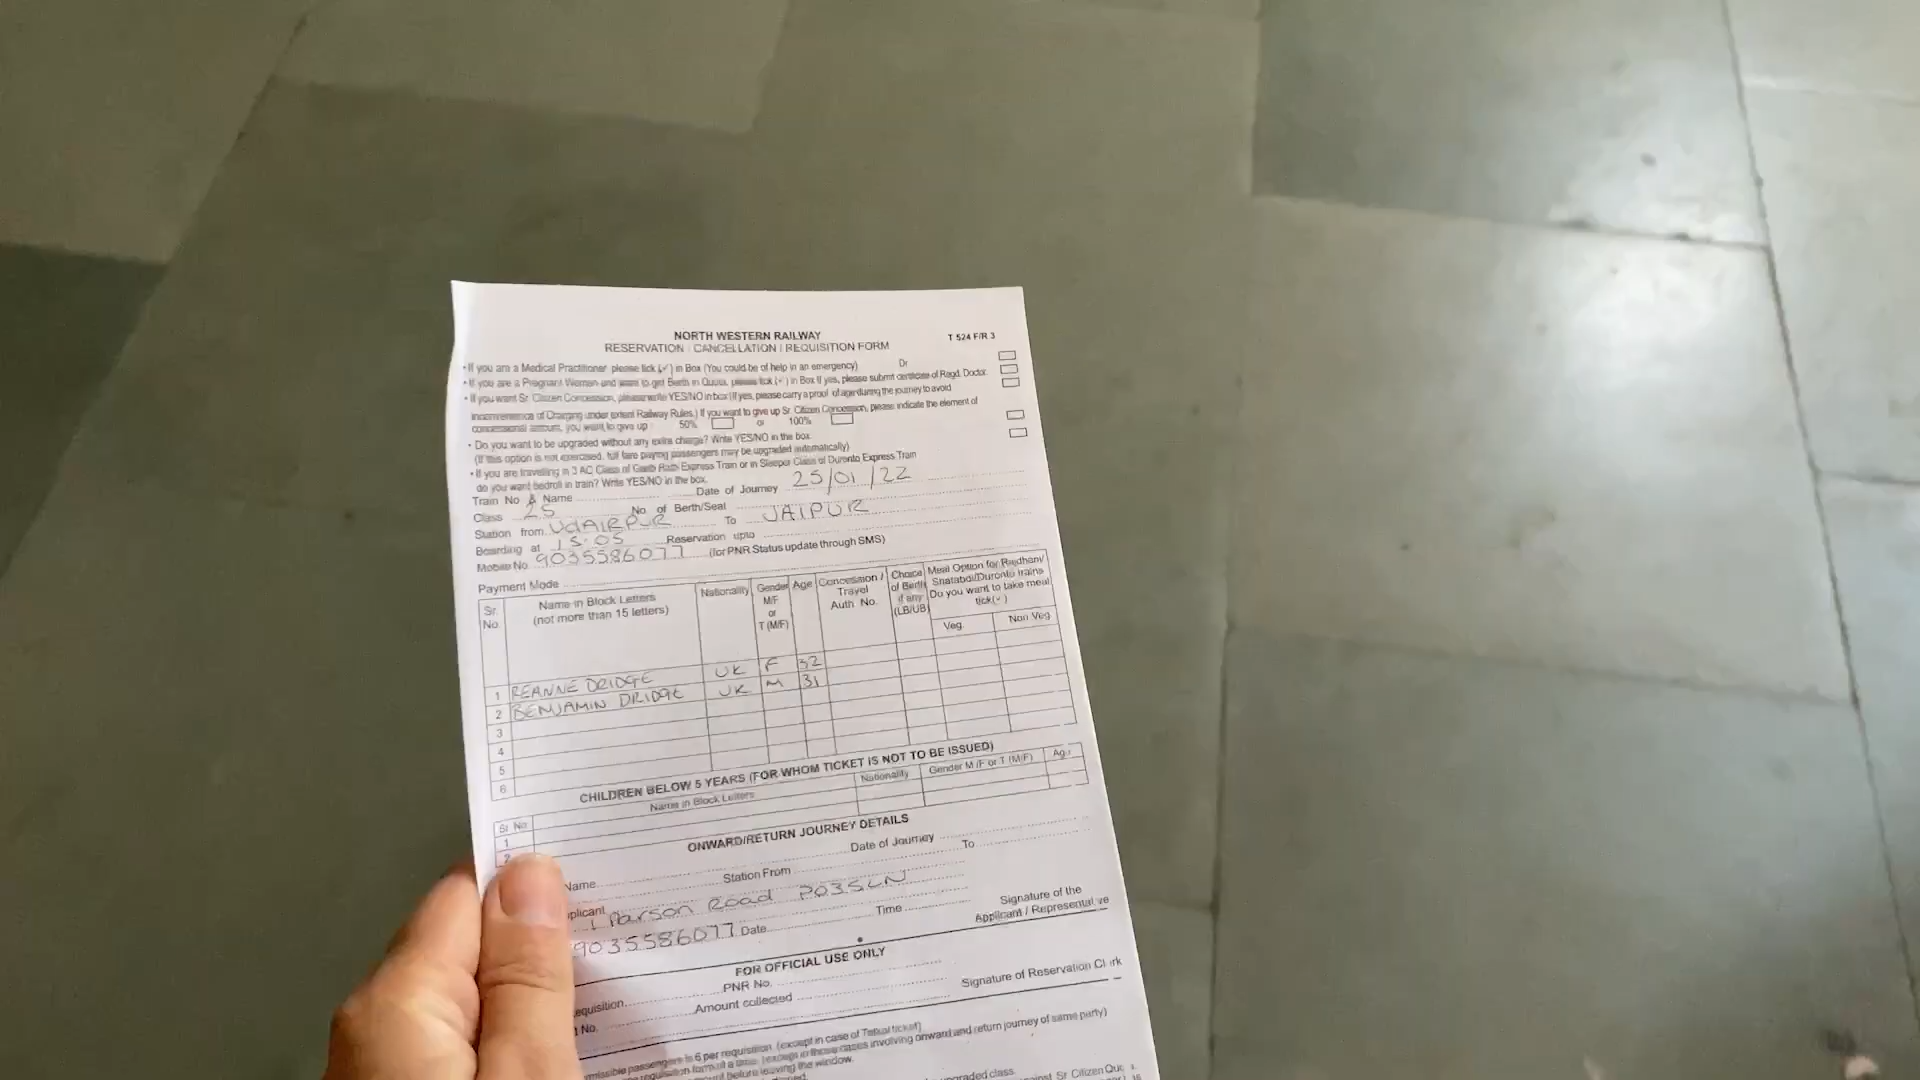 NORTH WESTERN RAILWAY
T 524 F/R 3
RESERVATION / CANCELLATION / REQUISITION FORM
• If you are a Medical Practitioner please tick (✓) in Box (You could be of help in an emergency) Dr
• If you are a Pregnant Woman and want to get Berth in Quota, please tick (✓) in Box If yes, please submit certificate of Regd. Doctor.
• If you want Sr. Citizen Concession, please write YES/NO in box (If yes, please carry a proof of age during the journey to avoid
inconvenience of Charging under extent Railway Rules.) If you want to give up Sr. Citizen Concession, please indicate the element of
concessional amount, you want to give up : 50% or 100%
• Do you want to be upgraded without any extra charge? Write YES/NO in the box.
(If this option is not exercised, full fare paying passengers may be upgraded automatically)
• If you are travelling in 3 AC Class of Garib Rath Express Train or in Sleeper Class of Duronto Express Train
do you want bedroll in train? Write YES/NO in the box.
Train No & Name Date of Journey 25/01/22
Class 2S No. of Berth/Seat
Station from UdAIRPUR To JAIPUR
Boarding at 15:05 Reservation upto
Mobile No. 9035586077 (for PNR Status update through SMS)
Payment Mode
Sr. No. Name in Block Letters (not more than 15 letters) Nationality Gender M/F or T (M/F) Age Concession / Travel Auth No. Choice of Berth if any (LB/UB) Meal Option for Rajdhani/ Shatabdi/Duronto trains Do you want to take meal tick(✓)
Veg. Non Veg.
1 REANNE DRIDGE UK F 32
2 BENJAMIN DRIDGE UK M 31
3
4
5
6
CHILDREN BELOW 5 YEARS (FOR WHOM TICKET IS NOT TO BE ISSUED)
Sr. No Name in Block Letters Nationality Gender M /F or T (M/F) Age
1
2
ONWARD/RETURN JOURNEY DETAILS
Name Date of Journey
Station From To
plicant
1 Parson Road PO35LN
9035586077 Date Time Signature of the
Applicant / Representative
FOR OFFICIAL USE ONLY
equisition PNR No.
No. Amount collected Signature of Reservation Clerk
missible passengers is 6 per requisition. (except in case of Tatkal ticket)
requisition form at a time. (except in those cases involving onward and return journey of same party)
before leaving the window.
upgraded class.
Sr Citizen